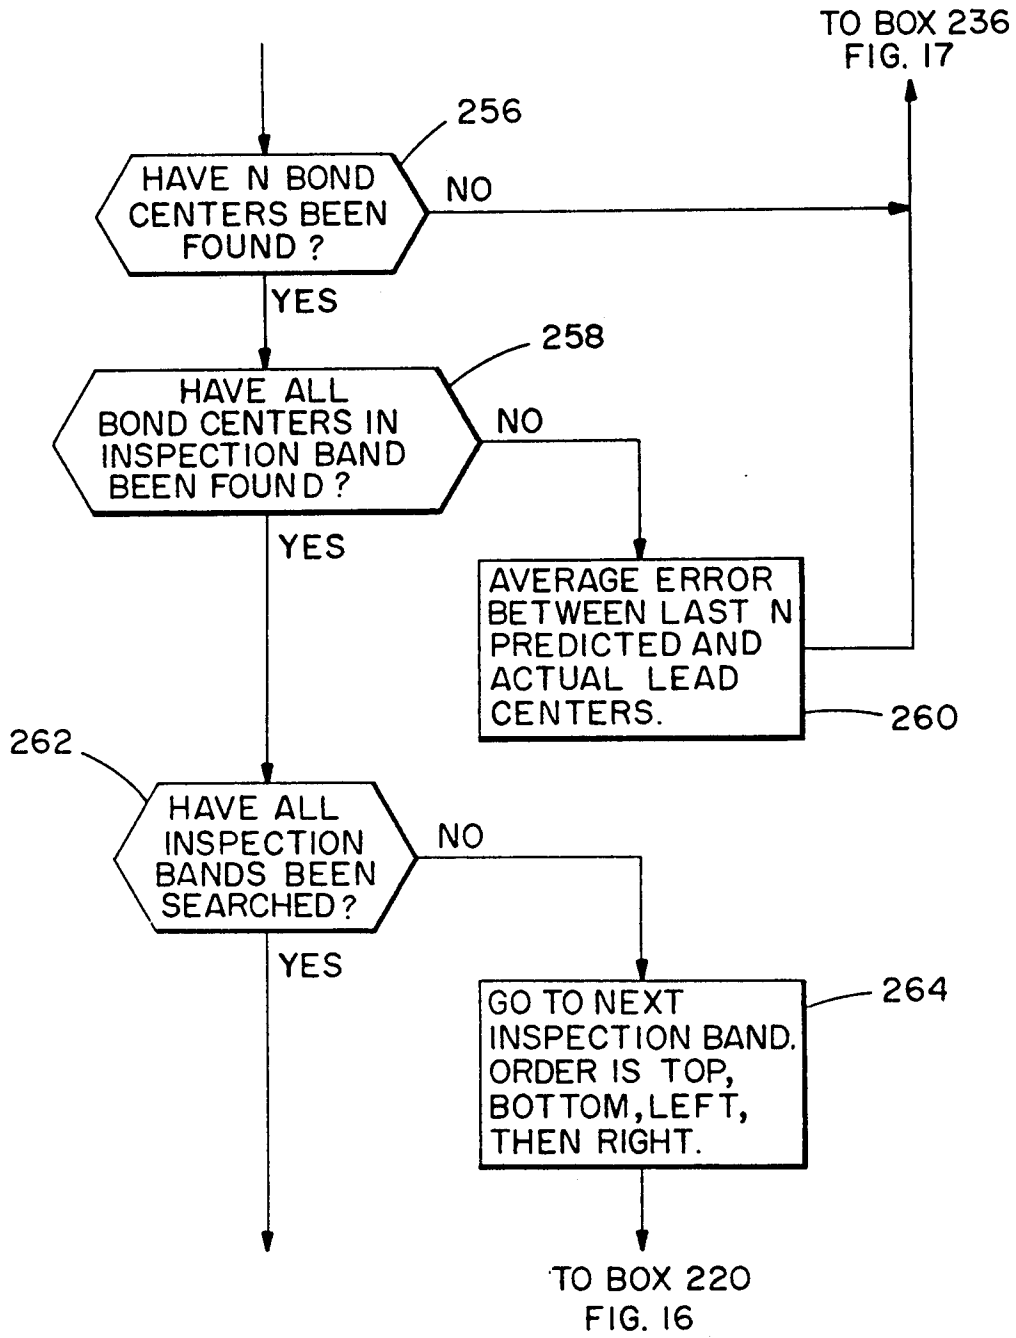 TO BOX 236
FIG. 17
256
HAVE N BOND
CENTERS BEEN
FOUND ?
NO
YES
258
HAVE ALL
BOND CENTERS IN
INSPECTION BAND
BEEN FOUND ?
NO
YES
AVERAGE ERROR
BETWEEN LAST N
PREDICTED AND
ACTUAL LEAD
CENTERS.
260
262
HAVE ALL
INSPECTION
BANDS BEEN
SEARCHED ?
NO
YES
GO TO NEXT
INSPECTION BAND.
ORDER IS TOP,
BOTTOM, LEFT,
THEN RIGHT.
264
TO BOX 220
FIG. 16